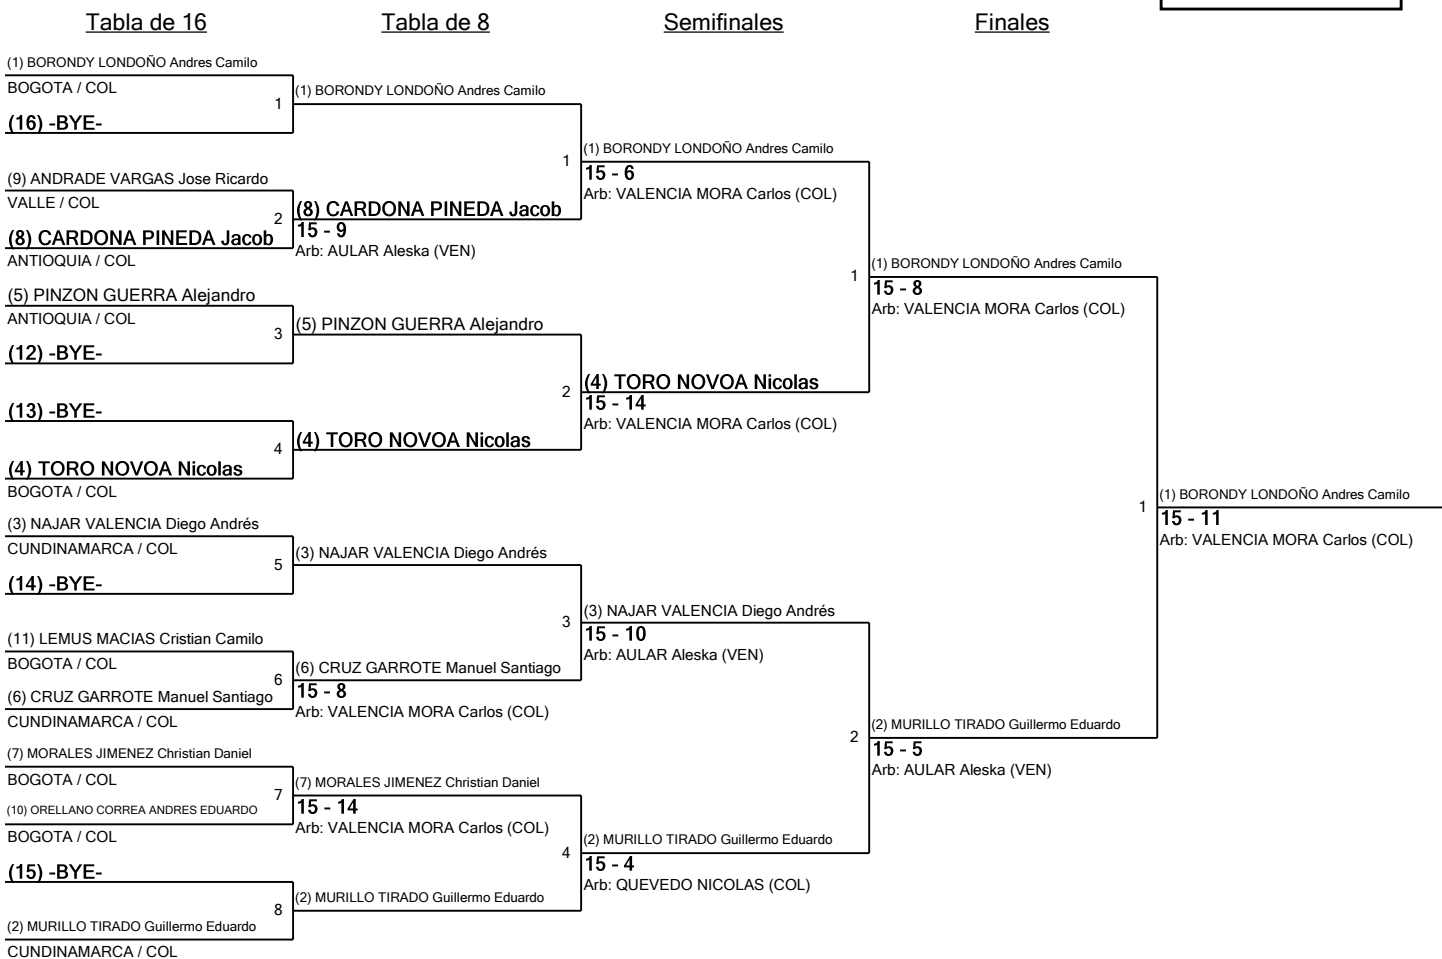 Tabla de 16
Tabla de 8
Semifinales
Finales
(1) BORONDY LONDOÑO Andres Camilo
BOGOTA / COL
1
(16) -BYE-
(9) ANDRADE VARGAS Jose Ricardo
VALLE / COL
2
(8) CARDONA PINEDA Jacob
ANTIOQUIA / COL
(5) PINZON GUERRA Alejandro
ANTIOQUIA / COL
3
(12) -BYE-
(13) -BYE-
4
(4) TORO NOVOA Nicolas
BOGOTA / COL
(3) NAJAR VALENCIA Diego Andrés
CUNDINAMARCA / COL
5
(14) -BYE-
(11) LEMUS MACIAS Cristian Camilo
BOGOTA / COL
6
(6) CRUZ GARROTE Manuel Santiago
CUNDINAMARCA / COL
(7) MORALES JIMENEZ Christian Daniel
BOGOTA / COL
7
(10) ORELLANO CORREA ANDRES EDUARDO
BOGOTA / COL
(15) -BYE-
8
(2) MURILLO TIRADO Guillermo Eduardo
CUNDINAMARCA / COL
(1) BORONDY LONDOÑO Andres Camilo
1
(8) CARDONA PINEDA Jacob
15 - 9
Arb: AULAR Aleska (VEN)
(5) PINZON GUERRA Alejandro
2
(4) TORO NOVOA Nicolas
(3) NAJAR VALENCIA Diego Andrés
3
(6) CRUZ GARROTE Manuel Santiago
15 - 8
Arb: VALENCIA MORA Carlos (COL)
(7) MORALES JIMENEZ Christian Daniel
15 - 14
Arb: VALENCIA MORA Carlos (COL)
4
(2) MURILLO TIRADO Guillermo Eduardo
(1) BORONDY LONDOÑO Andres Camilo
15 - 6
Arb: VALENCIA MORA Carlos (COL)
1
(4) TORO NOVOA Nicolas
15 - 14
Arb: VALENCIA MORA Carlos (COL)
(3) NAJAR VALENCIA Diego Andrés
15 - 10
Arb: AULAR Aleska (VEN)
2
(2) MURILLO TIRADO Guillermo Eduardo
15 - 4
Arb: QUEVEDO NICOLAS (COL)
(1) BORONDY LONDOÑO Andres Camilo
15 - 8
Arb: VALENCIA MORA Carlos (COL)
1
(2) MURILLO TIRADO Guillermo Eduardo
15 - 5
Arb: AULAR Aleska (VEN)
(1) BORONDY LONDOÑO Andres Camilo
15 - 11
Arb: VALENCIA MORA Carlos (COL)